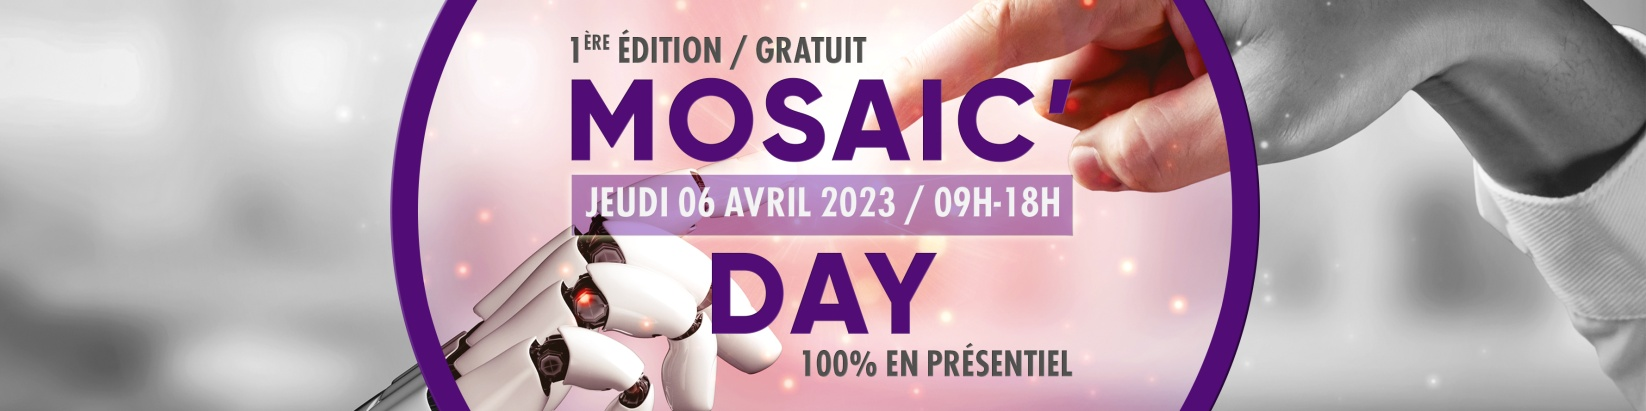 1ÈRE ÉDITION / GRATUIT
MOSAIC'
JEUDI 06 AVRIL 2023 / 09H-18H
DAY
100% EN PRÉSENTIEL